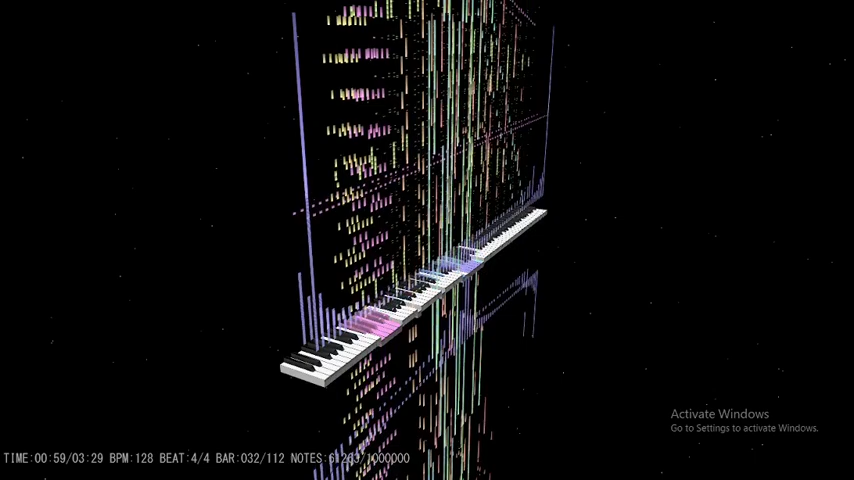 Activate Windows
Go to Settings to activate Windows.
TIME:00:59/03:29 BPM:128 BEAT:4/4 BAR:032/112 NOTES: